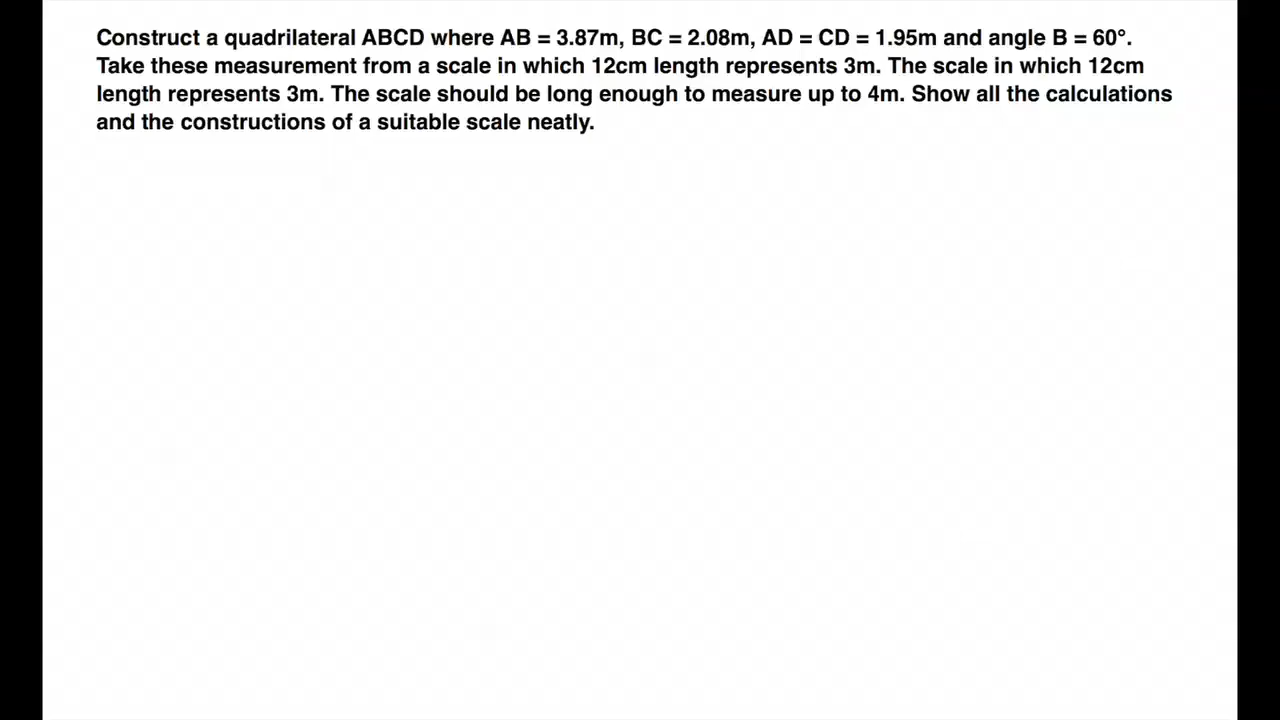 Construct a quadrilateral ABCD where AB = 3.87m, BC = 2.08m, AD = CD = 1.95m and angle B = 60°.
Take these measurement from a scale in which 12cm length represents 3m. The scale in which 12cm
length represents 3m. The scale should be long enough to measure up to 4m. Show all the calculations
and the constructions of a suitable scale neatly.